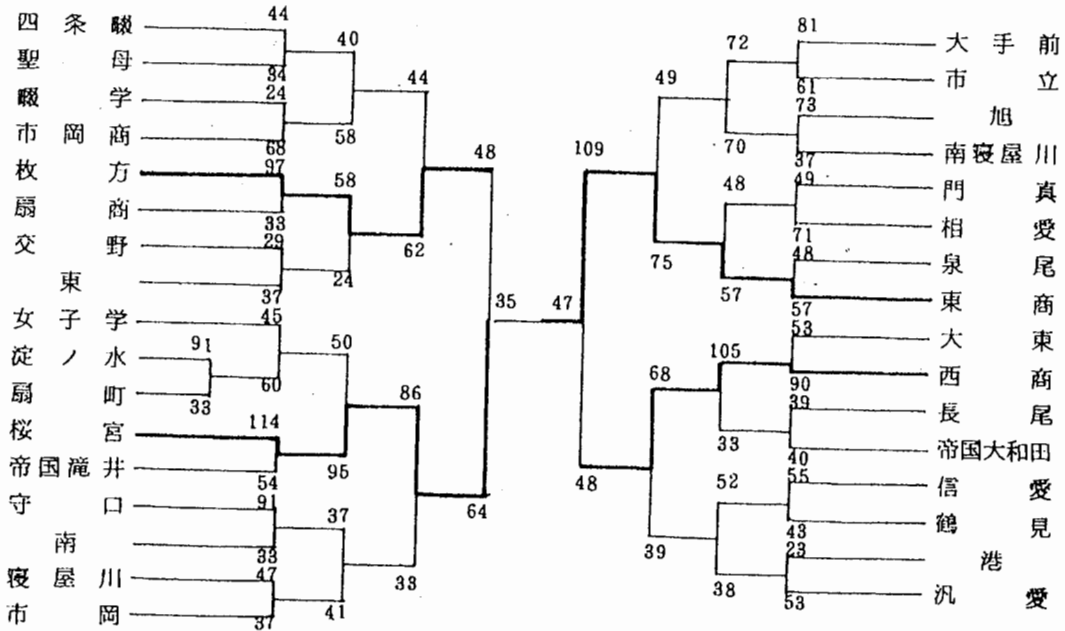 四条畷 44
40
聖母 34
44
畷学 24
58
市岡商 68
48
枚方 97
58
扇商 33
62
交野 29
24
東 37
35
女子学 45
50
淀ノ水 91
60
扇町 33
86
桜宮 114
95
帝国滝井 54
64
守口 91
37
南 33
33
寝屋川 47
41
市岡 37
81 大手前
72
61 市立
49
73 旭
70
37 南寝屋川
109
49 門真
48
71 相愛
75
48 泉尾
57
57 東商
47
53 大東
105
90 西商
68
39 長尾
33
40 帝国大和田
48
55 信愛
52
43 鶴見
39
23 港
38
53 汎愛